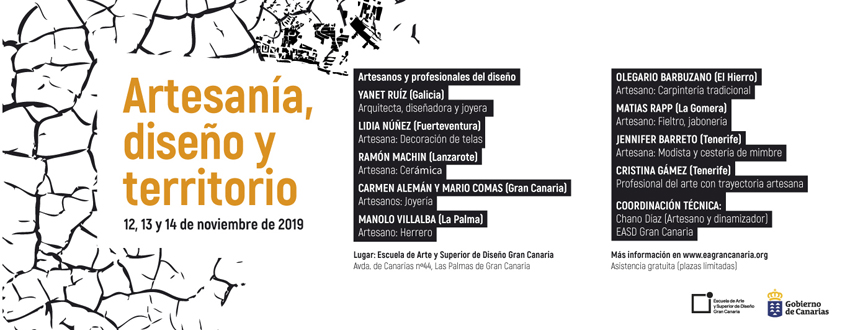 Artesanía,
diseño y
territorio
12, 13 y 14 de noviembre de 2019
Artesanos y profesionales del diseño
YANET RUÍZ (Galicia)
Arquitecta, diseñadora y joyera
LIDIA NÚÑEZ (Fuerteventura)
Artesana: Decoración de telas
RAMÓN MACHIN (Lanzarote)
Artesana: Cerámica
CARMEN ALEMÁN Y MARIO COMAS (Gran Canaria)
Artesanos: Joyería
MANOLO VILLALBA (La Palma)
Artesano: Herrero
Lugar: Escuela de Arte y Superior de Diseño Gran Canaria
Avda. de Canarias nº44, Las Palmas de Gran Canaria
OLEGARIO BARBUZANO (El Hierro)
Artesano: Carpintería tradicional
MATIAS RAPP (La Gomera)
Artesano: Fieltro, jabonería
JENNIFER BARRETO (Tenerife)
Artesana: Modista y cestería de mimbre
CRISTINA GÁMEZ (Tenerife)
Profesional del arte con trayectoria artesana
COORDINACIÓN TÉCNICA:
Chano Díaz (Artesano y dinamizador)
EASD Gran Canaria
Más información en www.eagrancanaria.org
Asistencia gratuita (plazas limitadas)
Escuela de Arte
y Superior de Diseño
Gran Canaria
Gobierno
de Canarias